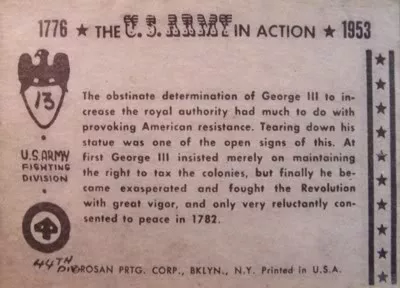 1776 ★ THE U.S. ARMY IN ACTION ★ 1953
13
U.S. ARMY
FIGHTING
DIVISION
44TH
DIV.
The obstinate determination of George III to in-
crease the royal authority had much to do with
provoking American resistance. Tearing down his
statue was one of the open signs of this. At
first George III insisted merely on maintaining
the right to tax the colonies, but finally he be-
came exasperated and fought the Revolution
with great vigor, and only very reluctantly con-
sented to peace in 1782.
ROSAN PRTG. CORP., BKLYN., N.Y. Printed in U.S.A.